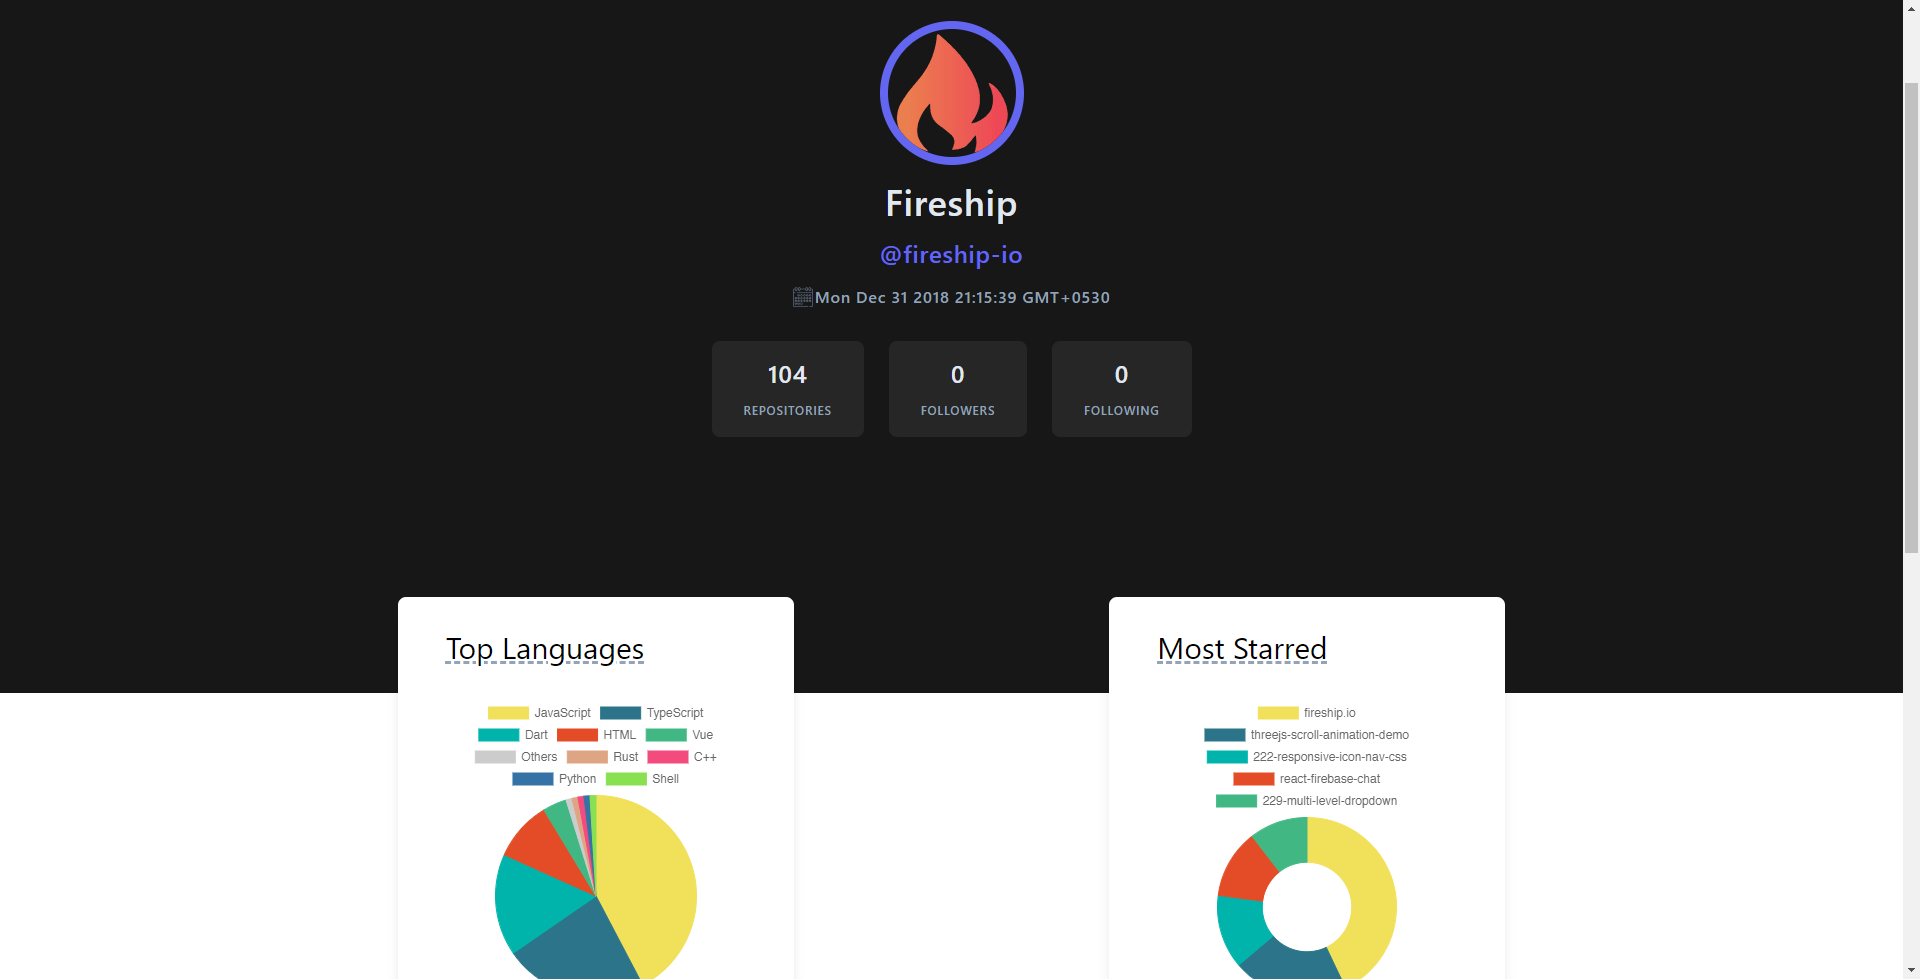 Fireship
@fireship-io
Mon Dec 31 2018 21:15:39 GMT+0530
104
REPOSITORIES
0
FOLLOWERS
0
FOLLOWING
Top Languages
JavaScript TypeScript
Dart HTML Vue
Others Rust C++
Python Shell
Most Starred
fireship.io
threejs-scroll-animation-demo
222-responsive-icon-nav-css
react-firebase-chat
229-multi-level-dropdown